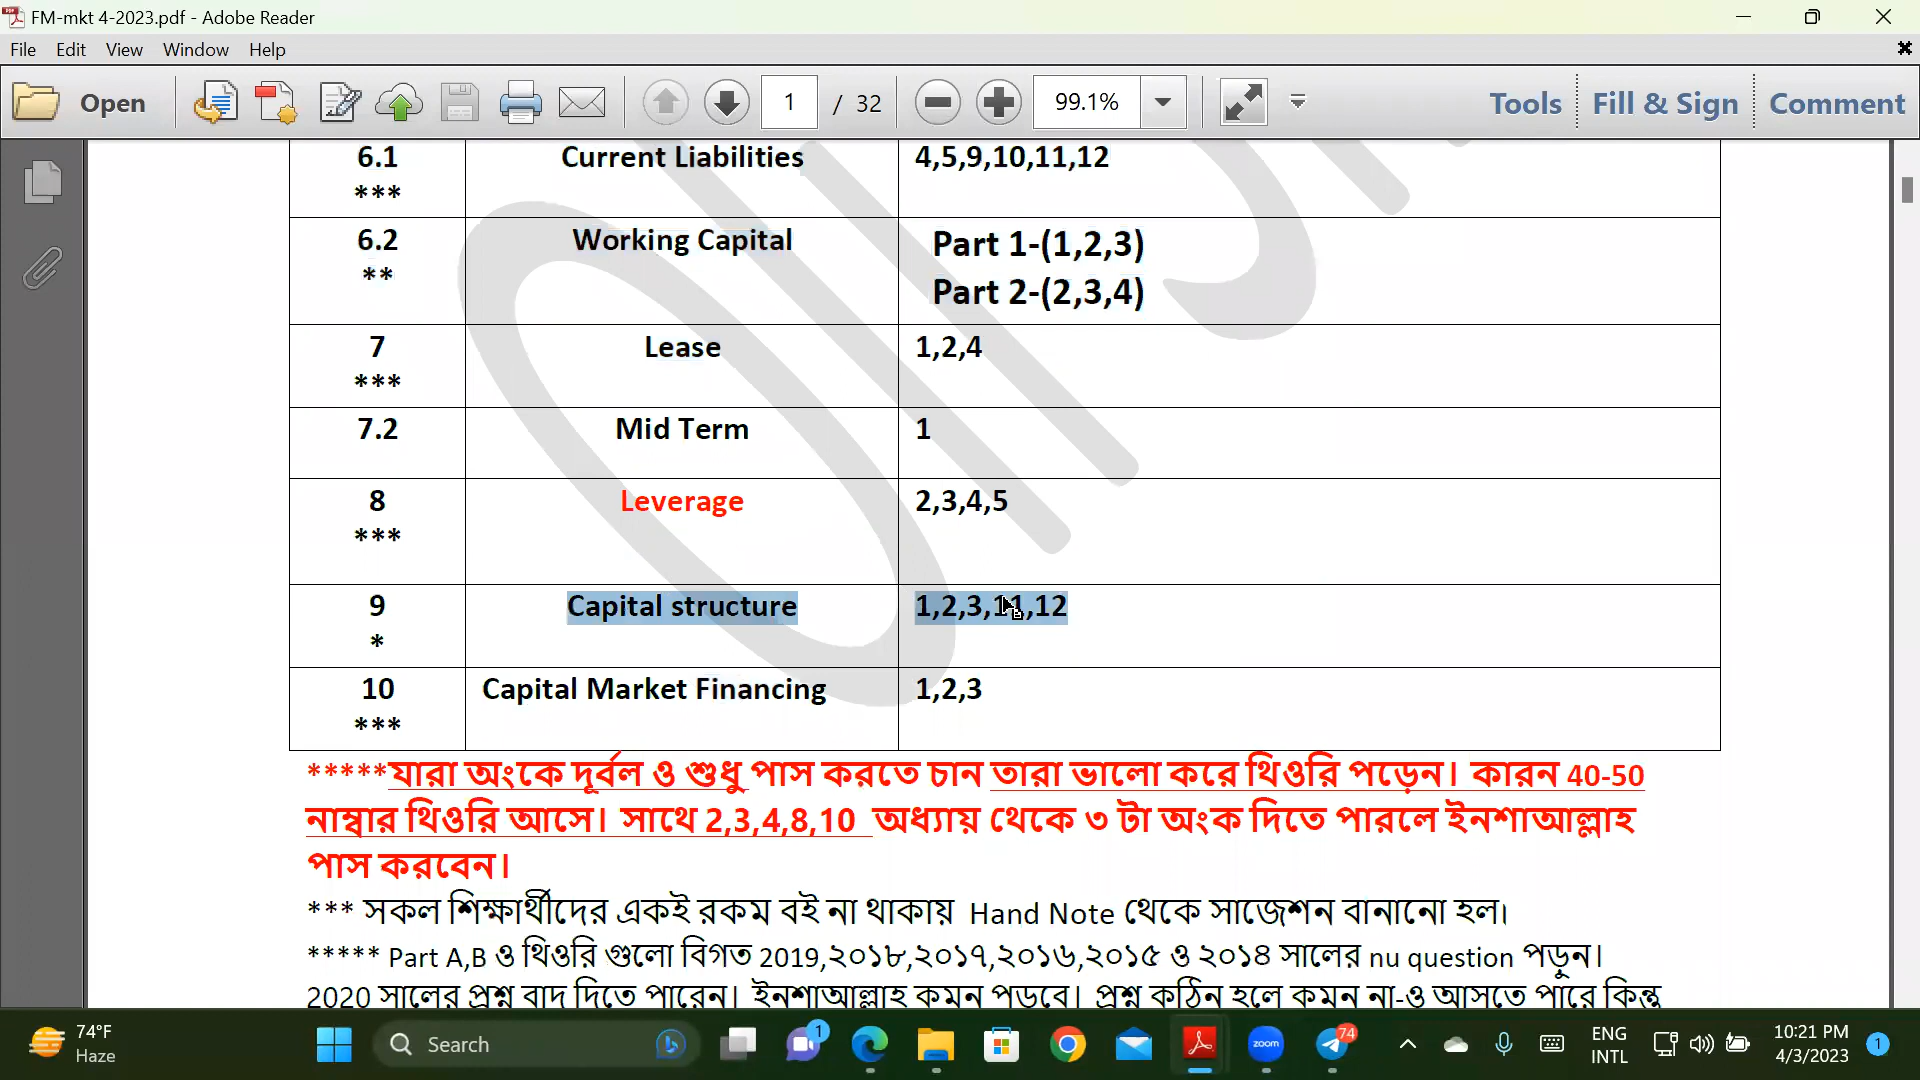 FM-mkt 4-2023.pdf - Adobe Reader
File Edit View Window Help
Open 1 / 32 99.1% Tools Fill & Sign Comment
6.1 Current Liabilities 4,5,9,10,11,12
***
6.2 Working Capital Part 1-(1,2,3)
** Part 2-(2,3,4)
7 Lease 1,2,4
***
7.2 Mid Term 1
8 Leverage 2,3,4,5
***
9 Capital structure 1,2,3,11,12
*
10 Capital Market Financing 1,2,3
***
*****যারা অংকে দূর্বল ও শুধু পাস করতে চান তারা ভালো করে থিওরি পড়েন। কারন 40-50
নাম্বার থিওরি আসে। সাথে 2,3,4,8,10 অধ্যায় থেকে ৩ টা অংক দিতে পারলে ইনশাআল্লাহ
পাস করবেন।
*** সকল শিক্ষার্থীদের একই রকম বই না থাকায় Hand Note থেকে সাজেশন বানানো হল।
***** Part A,B ও থিওরি গুলো বিগত 2019,২০১৮,২০১৭,২০১৬,২০১৫ ও ২০১৪ সালের nu question পড়ুন।
2020 সালের প্রশ্ন বাদ দিতে পারেন। ইনশাআল্লাহ কমন পড়বে। প্রশ্ন কঠিন হলে কমন না-ও আসতে পারে কিন্তু
74°F
Haze
Search
1
zoom
74
ENG
INTL
10:21 PM
4/3/2023
1